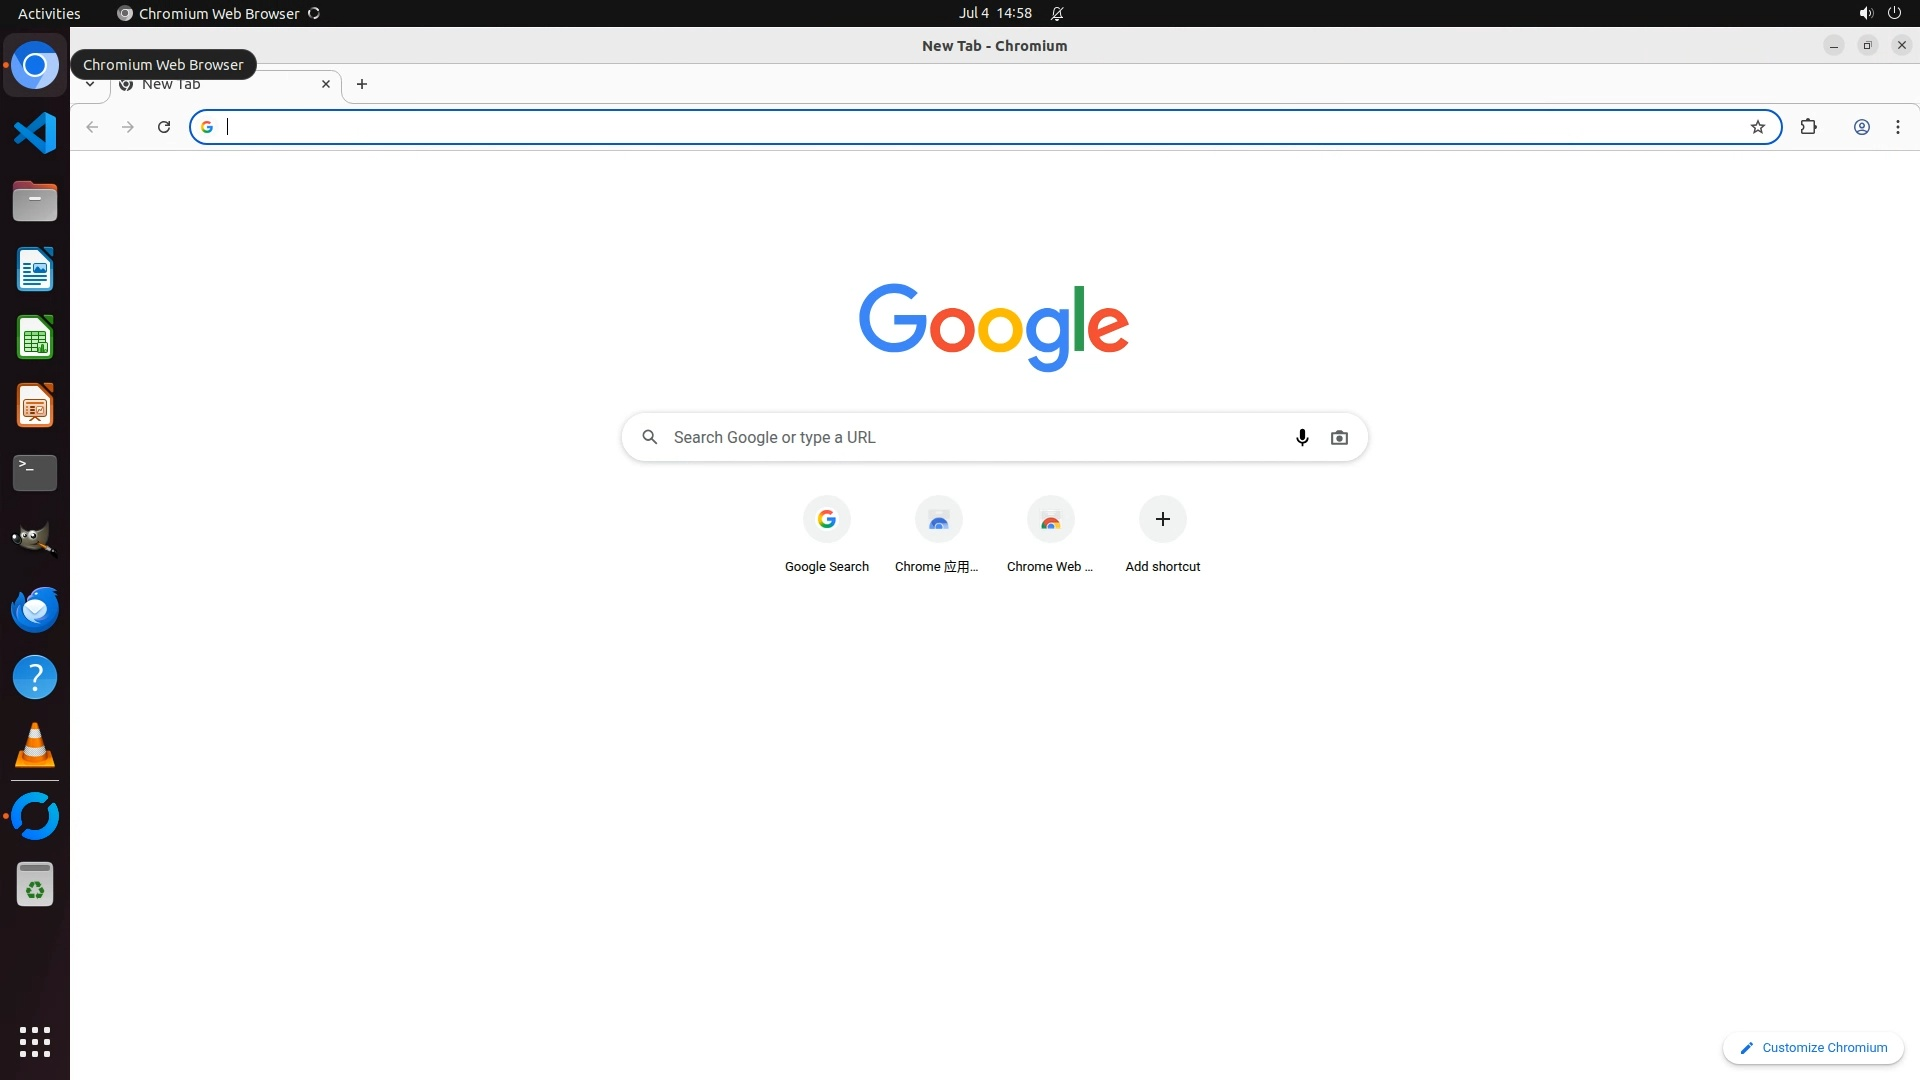 Activities
Chromium Web Browser
Jul 4 14:58
New Tab - Chromium
Chromium Web Browser
New Tab
Google
Search Google or type a URL
Google Search
Chrome 应用...
Chrome Web ...
Add shortcut
Customize Chromium